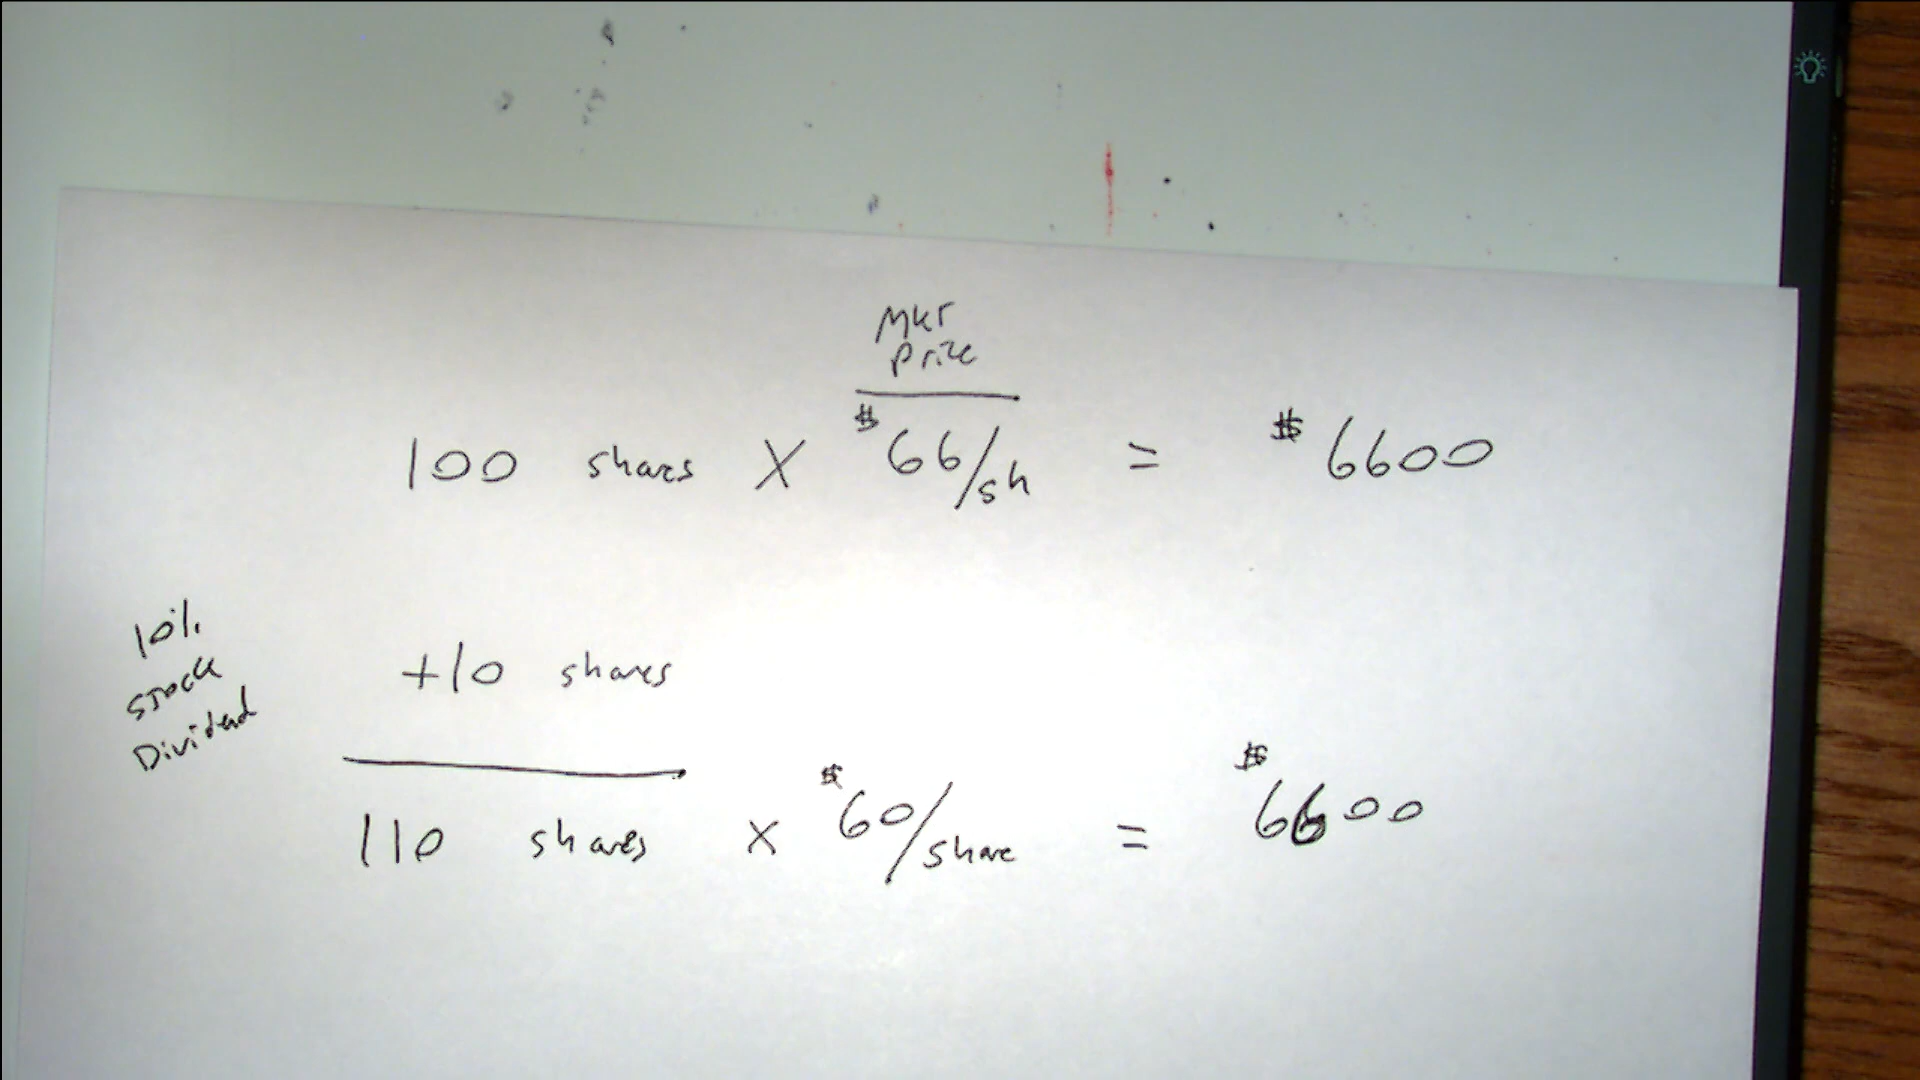 Mkt
Price
100 shares X $66/sh = $6600
10%
Stock
Dividend
+10 shares
110 shares x $60/share = $6600